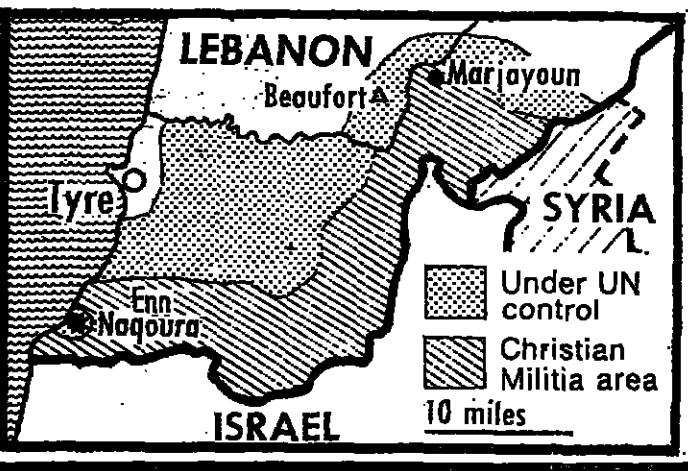 LEBANON
Marjayoun
Beaufort
Tyre
SYRIA
Enn
Naqoura
ISRAEL
Under UN
control
Christian
Militia area
10 miles